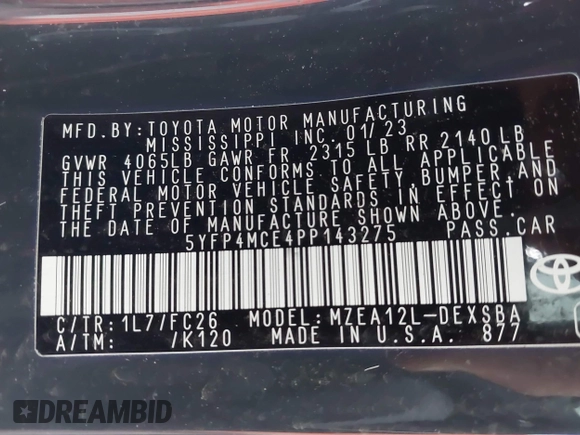 MFD.BY:TOYOTA MOTOR MANUFACTURING
MISSISSIPPI INC. 01/23
GVWR 4065LB GAWR FR 2315 LB RR 2140 LB
THIS VEHICLE CONFORMS TO ALL APPLICABLE
FEDERAL MOTOR VEHICLE SAFETY,BUMPER AND
THEFT PREVENTION STANDARDS IN EFFECT ON
THE DATE OF MANUFACTURE SHOWN ABOVE.
5YFP4MCE4PP143275 PASS.CAR
C/TR:1L7/FC26 MODEL:MZEA12L-DEXSBA
A/TM: /K120 MADE IN U.S.A. 877
DREAMBID